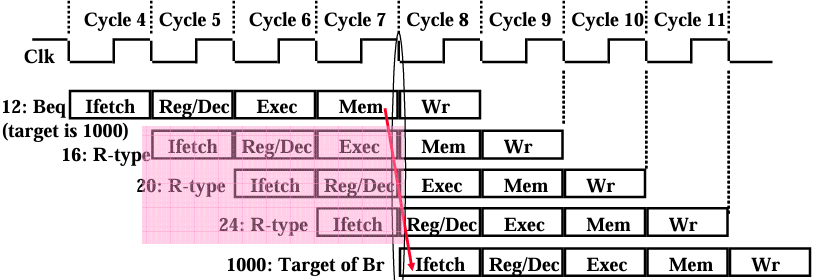 Cycle 4 Cycle 5 Cycle 6 Cycle 7 Cycle 8 Cycle 9 Cycle 10 Cycle 11
Clk
12: Beq Ifetch Reg/Dec Exec Mem Wr
(target is 1000)
16: R-type Ifetch Reg/Dec Exec Mem Wr
20: R-type Ifetch Reg/Dec Exec Mem Wr
24: R-type Ifetch Reg/Dec Exec Mem Wr
1000: Target of Br Ifetch Reg/Dec Exec Mem Wr